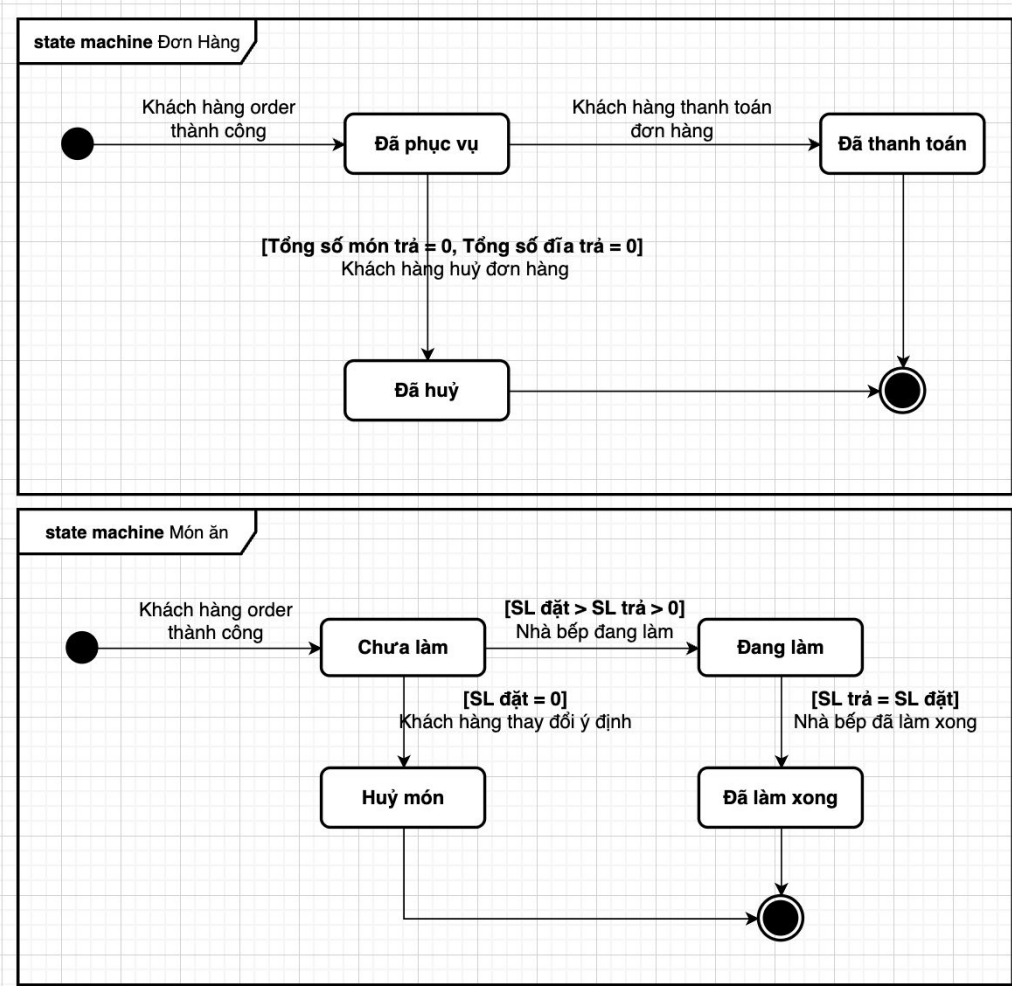 state machine Đơn Hàng
Khách hàng order
thành công
Khách hàng thanh toán
đơn hàng
Đã phục vụ
Đã thanh toán
[Tổng số món trả = 0, Tổng số đĩa trả = 0]
Khách hàng huỷ đơn hàng
Đã huỷ
state machine Món ăn
Khách hàng order
thành công
[SL đặt > SL trả > 0]
Nhà bếp đang làm
Chưa làm
Đang làm
[SL đặt = 0]
Khách hàng thay đổi ý định
[SL trả = SL đặt]
Nhà bếp đã làm xong
Huỷ món
Đã làm xong